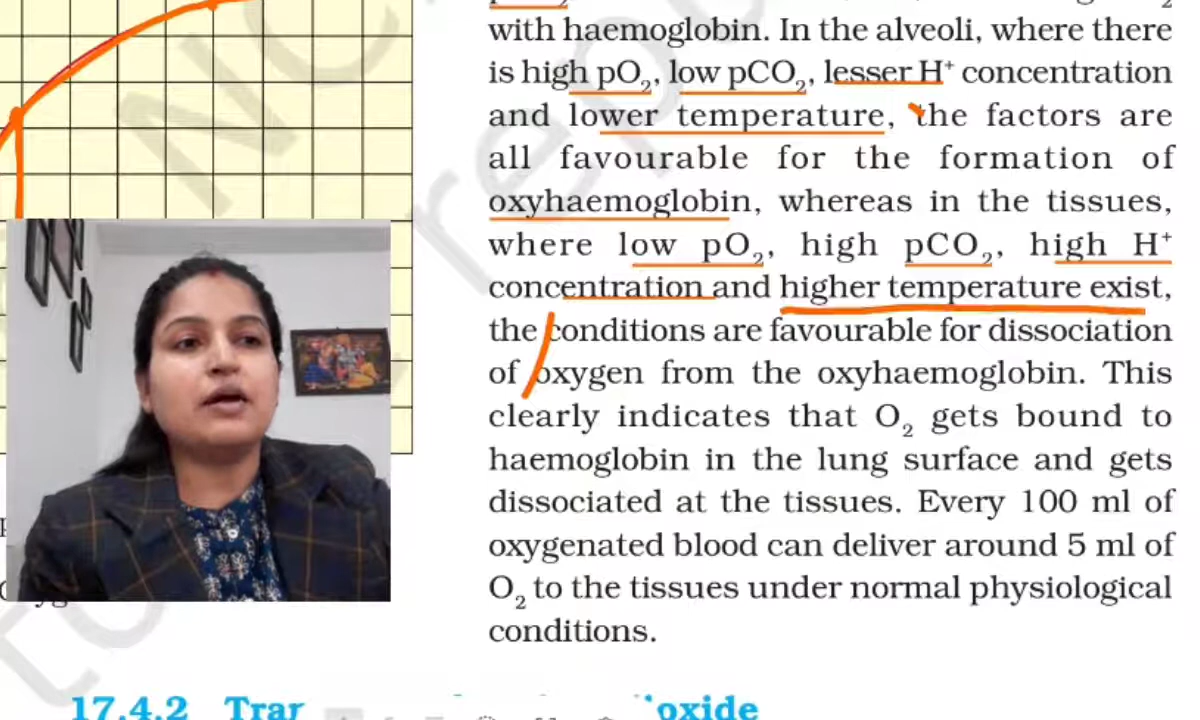 with haemoglobin. In the alveoli, where there
is high pO₂, low pCO₂, lesser H⁺ concentration
and lower temperature, the factors are
all favourable for the formation of
oxyhaemoglobin, whereas in the tissues,
where low pO₂, high pCO₂, high H⁺
concentration and higher temperature exist,
the conditions are favourable for dissociation
of oxygen from the oxyhaemoglobin. This
clearly indicates that O₂ gets bound to
haemoglobin in the lung surface and gets
dissociated at the tissues. Every 100 ml of
oxygenated blood can deliver around 5 ml of
O₂ to the tissues under normal physiological
conditions.
17.4.2